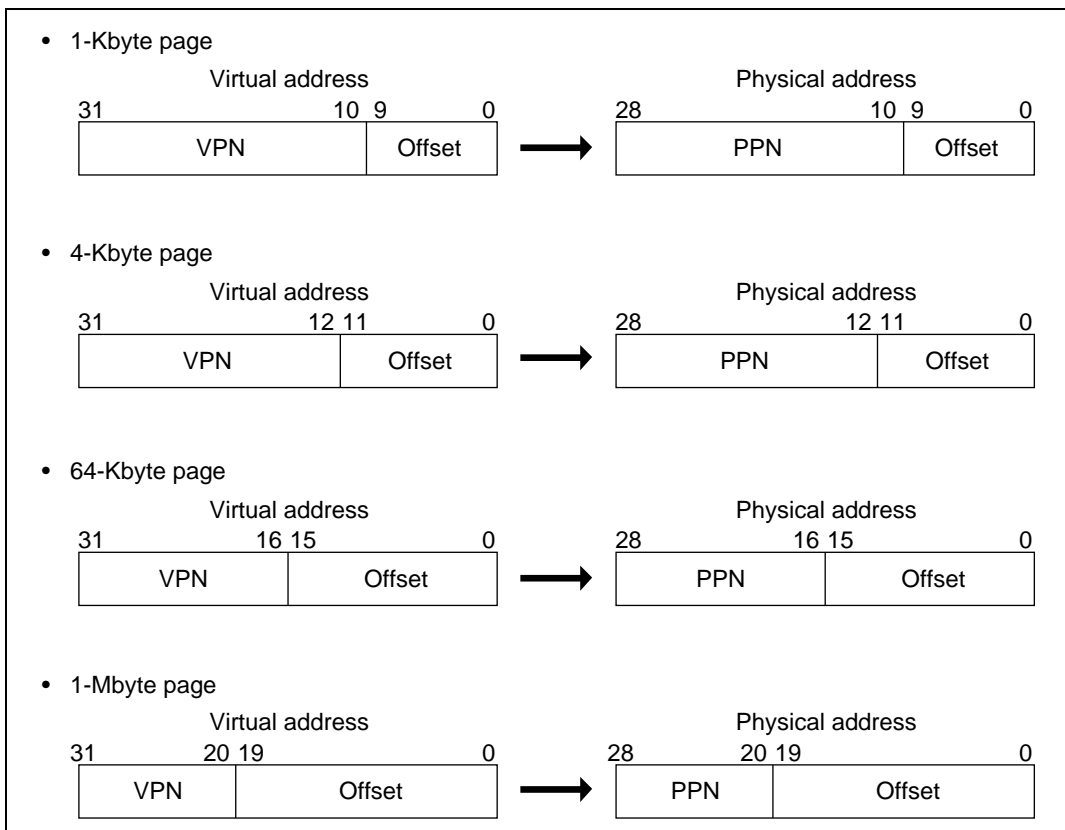 • 1-Kbyte page
Virtual address Physical address
31 10 9 0 28 10 9 0
VPN Offset PPN Offset
• 4-Kbyte page
Virtual address Physical address
31 12 11 0 28 12 11 0
VPN Offset PPN Offset
• 64-Kbyte page
Virtual address Physical address
31 16 15 0 28 16 15 0
VPN Offset PPN Offset
• 1-Mbyte page
Virtual address Physical address
31 20 19 0 28 20 19 0
VPN Offset PPN Offset